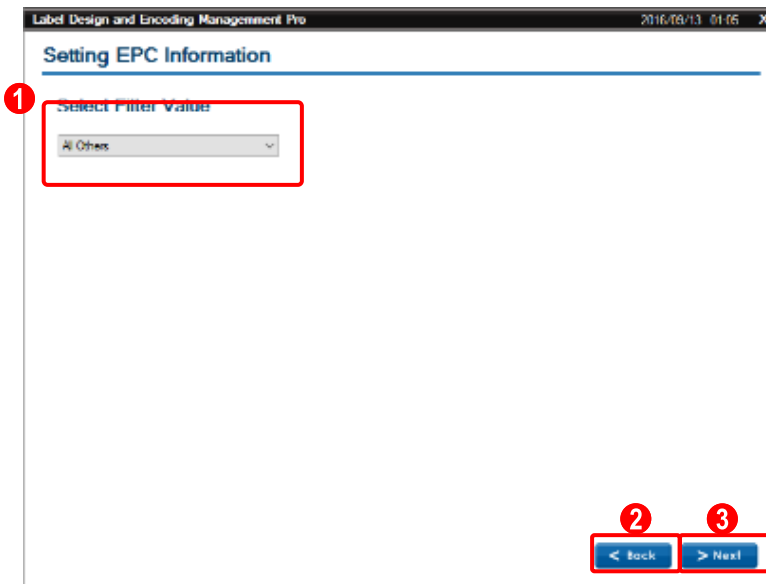 Label Design and Encoding Managemment Pro 2016/09/13 01:05 X
Setting EPC Information
1
Select Filter Value
All Others
2 3
< Back > Next